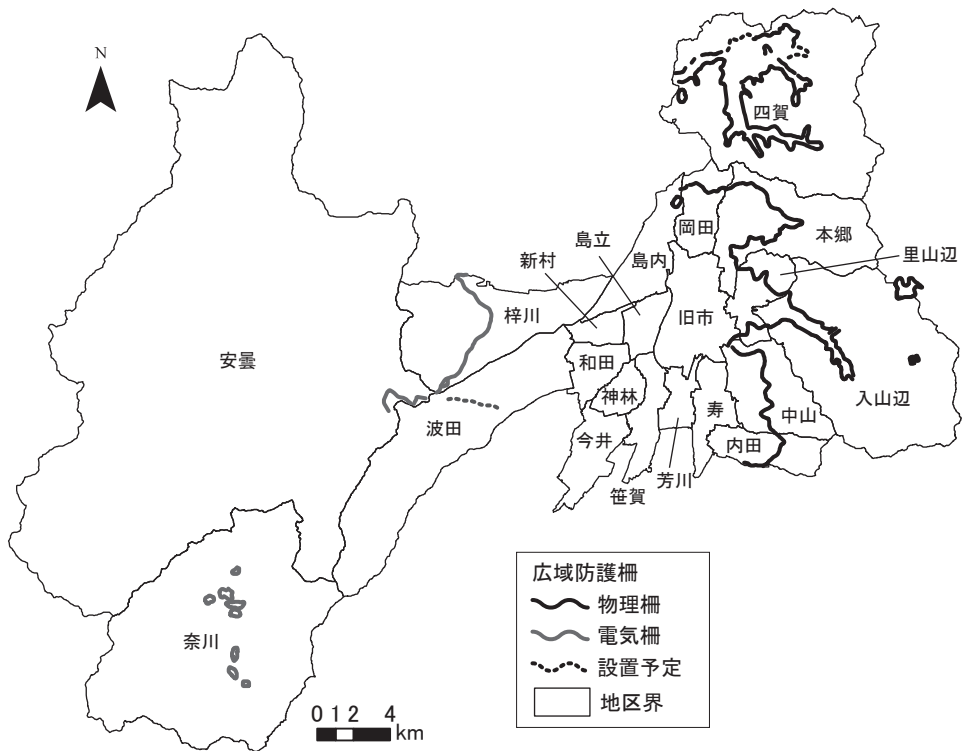 N
四賀
岡田
本郷
島立
里山辺
新村
島内
梓川
旧市
安曇
和田
入山辺
神林
寿
中山
波田
今井
内田
芳川
笹賀
広域防護柵
物理柵
奈川
電気柵
設置予定
地区界
0 1 2 4
km